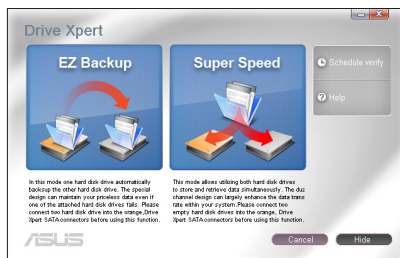 Drive Xpert
EZ Backup
Super Speed
Schedule verify
Help
In this mode one hard disk drive automatically
backsup the other hard disk drive. The special
design can maintain your priceless data even if
one of the attached hard disk drives fails. Please
connect two hard disk drive into the orange,Drive
Xpert SATA connectors before using this function.
This mode allows utilizing both hard disk drives
to store and retrieve data simultaneously. The dua
channel design can largely enhance the data trans
rate within your system.Please connect two
empty hard disk drives into the orange, Drive
Xpert SATA connectors before using this function.
ASUS
Cancel
Hide